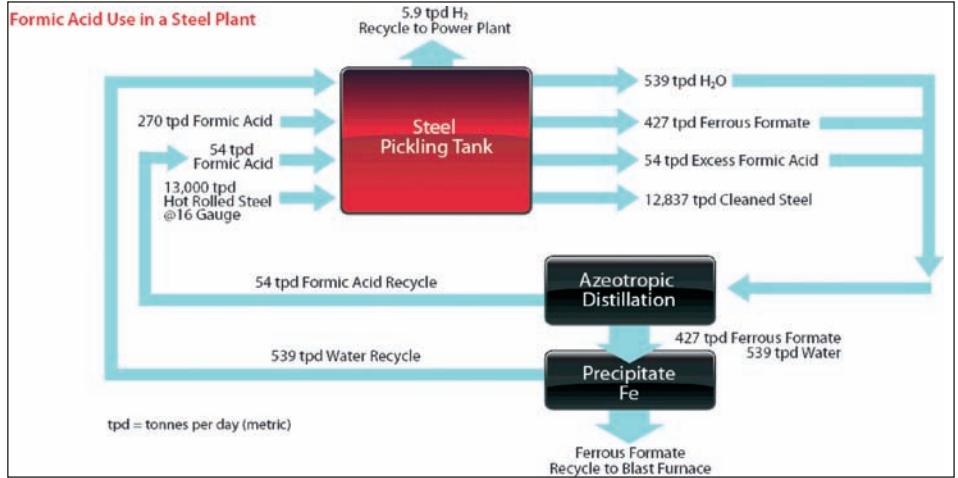 Formic Acid Use in a Steel Plant
5.9 tpd H₂
Recycle to Power Plant
270 tpd Formic Acid
54 tpd
Formic Acid
13,000 tpd
Hot Rolled Steel
@16 Gauge
Steel
Pickling Tank
539 tpd H₂O
427 tpd Ferrous Formate
54 tpd Excess Formic Acid
12,837 tpd Cleaned Steel
54 tpd Formic Acid Recycle
Azeotropic
Distillation
427 tpd Ferrous Formate
539 tpd Water
539 tpd Water Recycle
Precipitate
Fe
tpd = tonnes per day (metric)
Ferrous Formate
Recycle to Blast Furnace